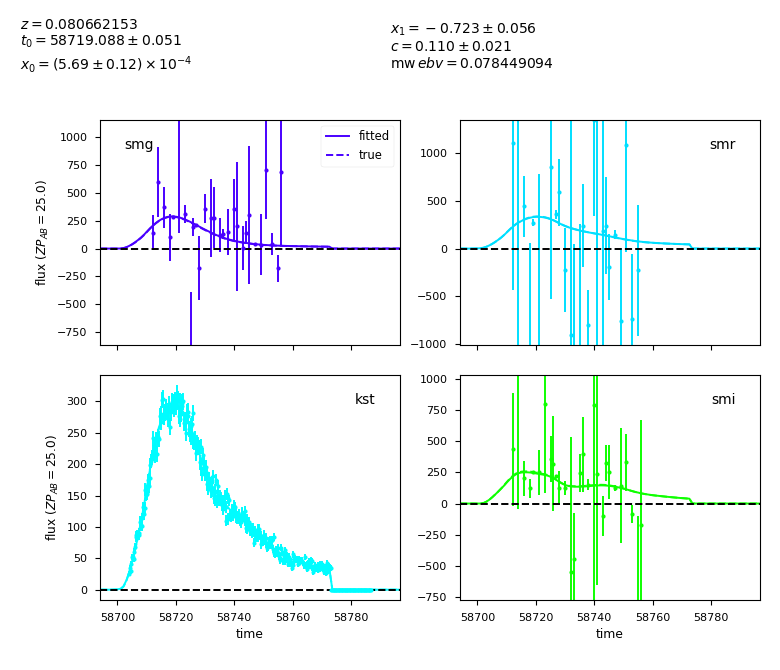 z = 0.080662153
t₀ = 58719.088 ± 0.051
x₀ = (5.69 ± 0.12) × 10⁻⁴
x₁ = −0.723 ± 0.056
c = 0.110 ± 0.021
mw ebv = 0.078449094
smg
fitted
true
1000
750
500
250
0
−250
−500
−750
flux (ZP_AB = 25.0)
smr
1000
500
0
−500
−1000
kst
300
250
200
150
100
50
0
flux (ZP_AB = 25.0)
58700 58720 58740 58760 58780
time
smi
1000
750
500
250
0
−250
−500
−750
58700 58720 58740 58760 58780
time